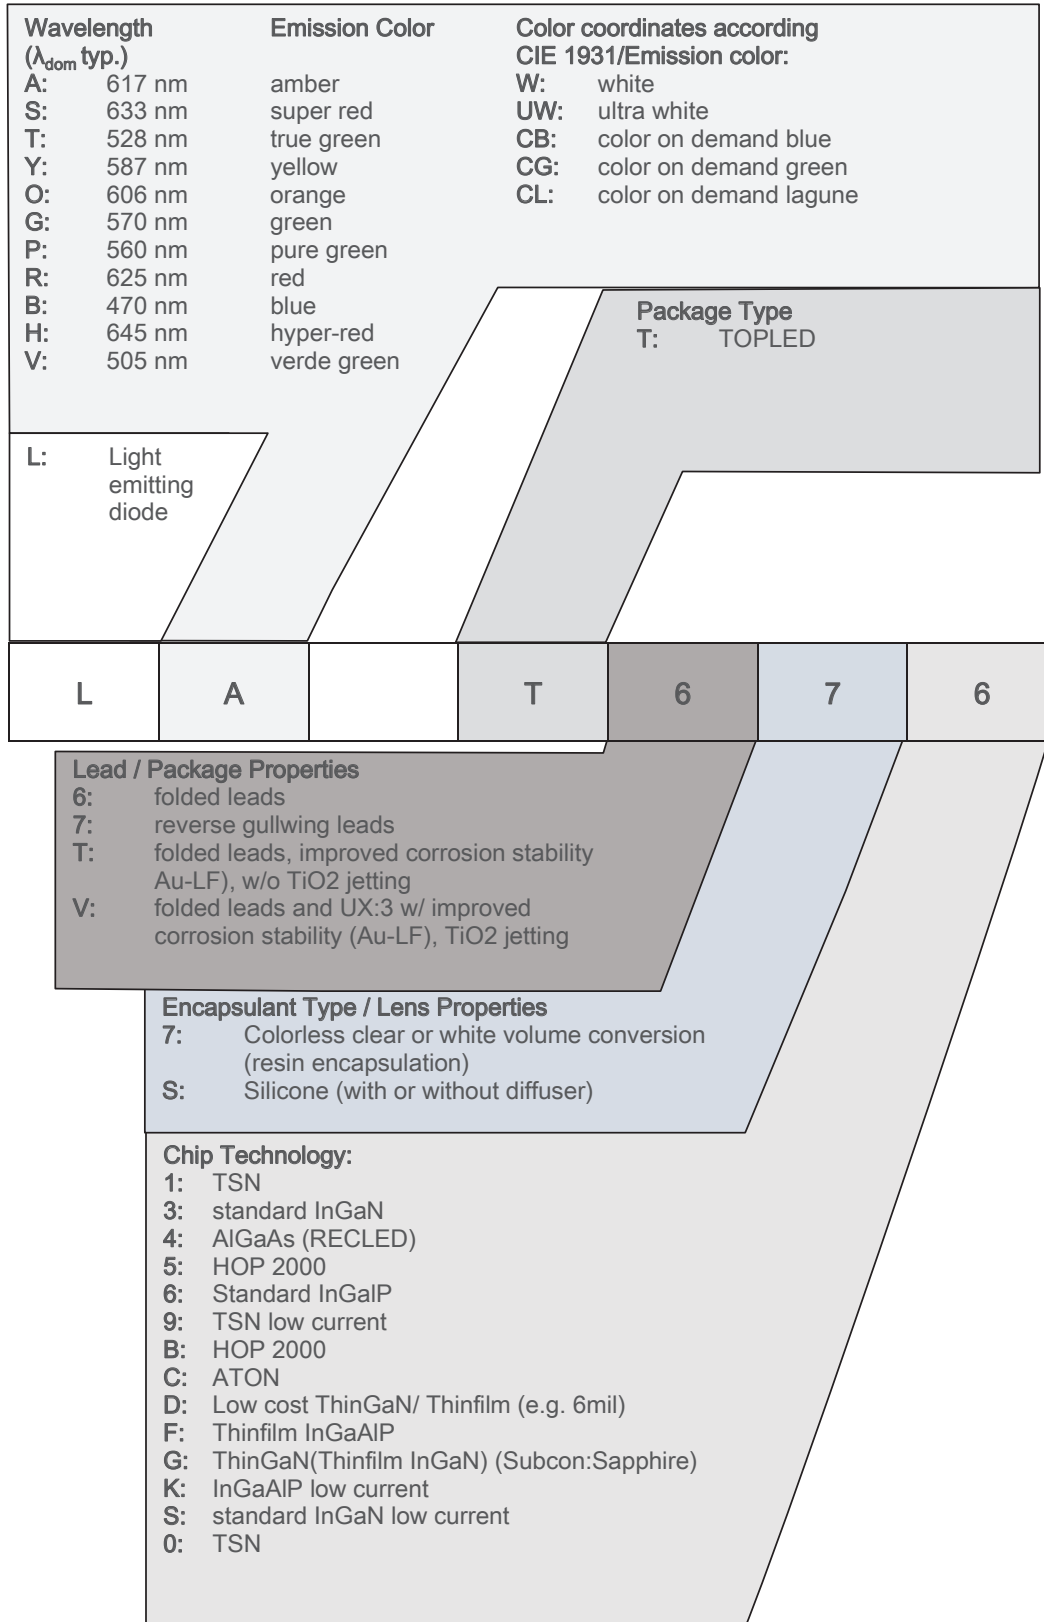 Wavelength Emission Color Color coordinates according
(λdom typ.) CIE 1931/Emission color:
A: 617 nm amber W: white
S: 633 nm super red UW: ultra white
T: 528 nm true green CB: color on demand blue
Y: 587 nm yellow CG: color on demand green
O: 606 nm orange CL: color on demand lagune
G: 570 nm green
P: 560 nm pure green
R: 625 nm red
B: 470 nm blue
H: 645 nm hyper-red
V: 505 nm verde green
Package Type
T: TOPLED
L: Light
emitting
diode
L A T 6 7 6
Lead / Package Properties
6: folded leads
7: reverse gullwing leads
T: folded leads, improved corrosion stability
Au-LF), w/o TiO2 jetting
V: folded leads and UX:3 w/ improved
corrosion stability (Au-LF), TiO2 jetting
Encapsulant Type / Lens Properties
7: Colorless clear or white volume conversion
(resin encapsulation)
S: Silicone (with or without diffuser)
Chip Technology:
1: TSN
3: standard InGaN
4: AlGaAs (RECLED)
5: HOP 2000
6: Standard InGalP
9: TSN low current
B: HOP 2000
C: ATON
D: Low cost ThinGaN/ Thinfilm (e.g. 6mil)
F: Thinfilm InGaAlP
G: ThinGaN(Thinfilm InGaN) (Subcon:Sapphire)
K: InGaAlP low current
S: standard InGaN low current
0: TSN